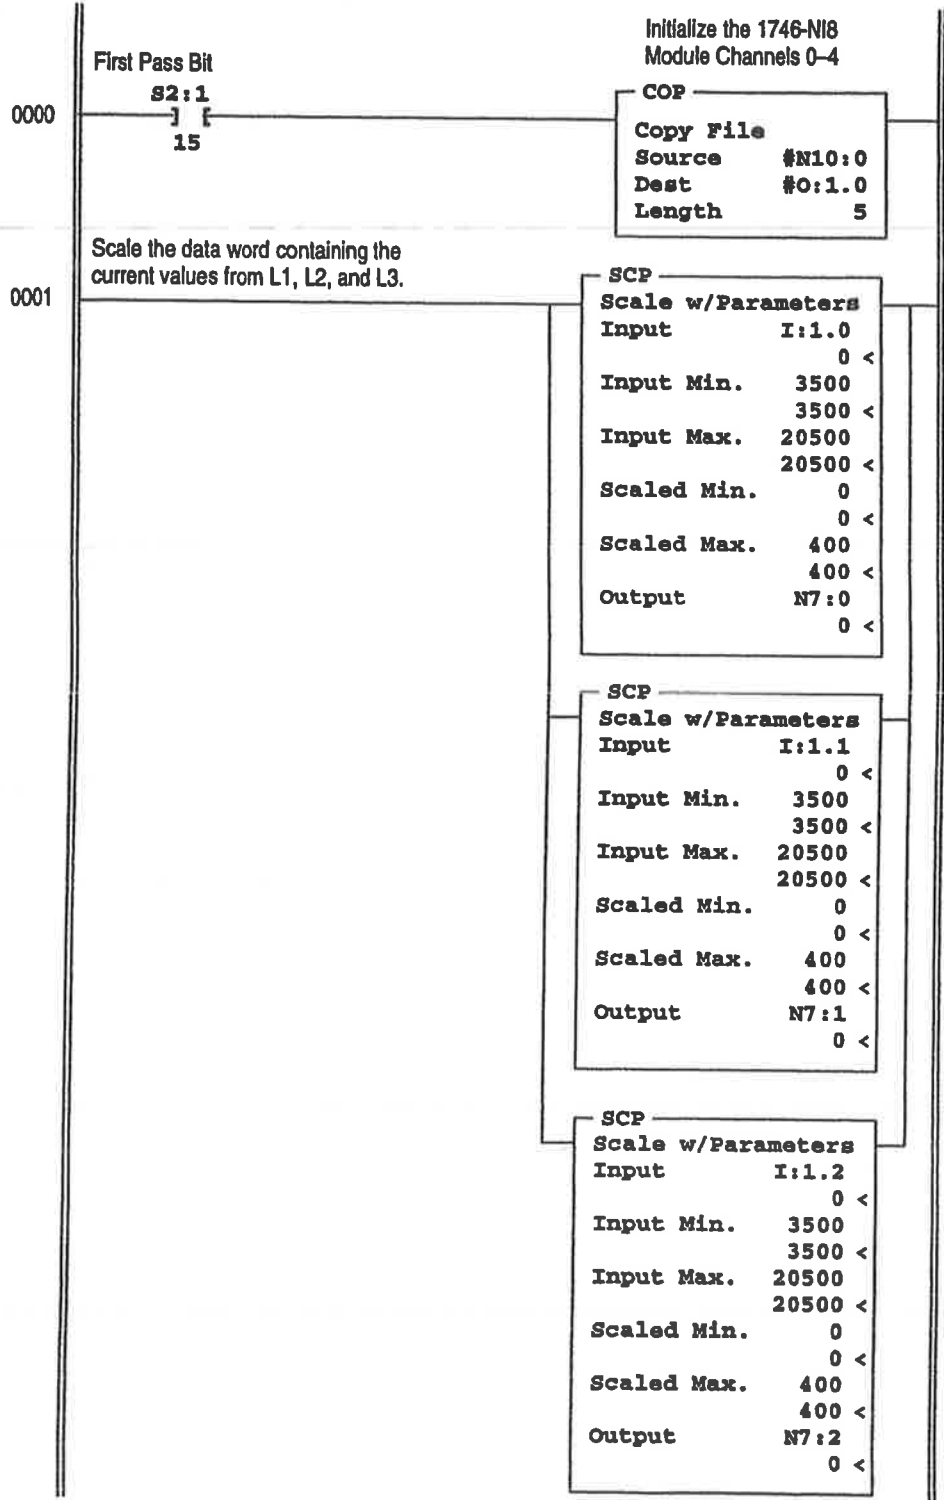 Initialize the 1746-NI8
Module Channels 0–4
First Pass Bit
S2:1
0000
15
COP
Copy File
Source #N10:0
Dest #O:1.0
Length 5
Scale the data word containing the
current values from L1, L2, and L3.
0001
SCP
Scale w/Parameters
Input I:1.0
0 <
Input Min. 3500
3500 <
Input Max. 20500
20500 <
Scaled Min. 0
0 <
Scaled Max. 400
400 <
Output N7:0
0 <
SCP
Scale w/Parameters
Input I:1.1
0 <
Input Min. 3500
3500 <
Input Max. 20500
20500 <
Scaled Min. 0
0 <
Scaled Max. 400
400 <
Output N7:1
0 <
SCP
Scale w/Parameters
Input I:1.2
0 <
Input Min. 3500
3500 <
Input Max. 20500
20500 <
Scaled Min. 0
0 <
Scaled Max. 400
400 <
Output N7:2
0 <